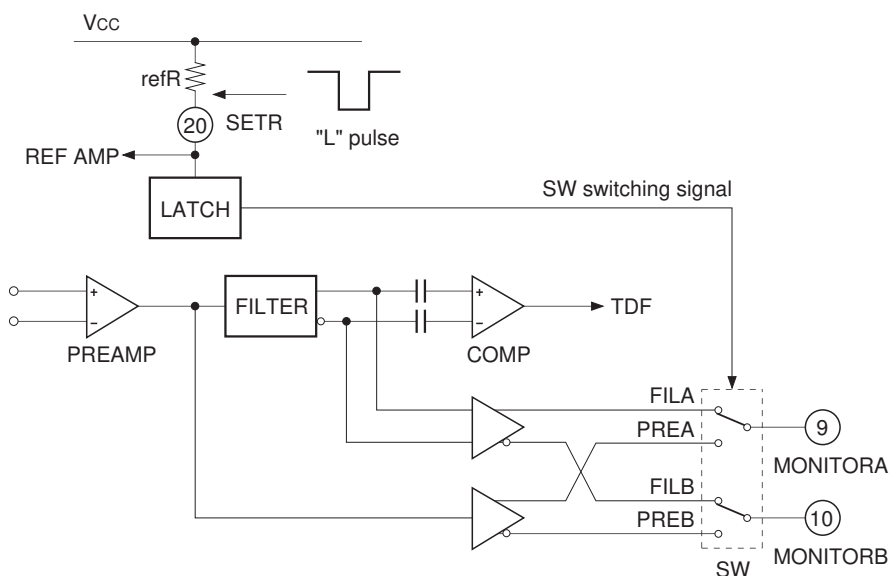 Vcc
refR
20
SETR
"L" pulse
REF AMP
LATCH
SW switching signal
+
−
PREAMP
FILTER
+
−
COMP
TDF
FILA
PREA
9
MONITORA
FILB
PREB
10
MONITORB
SW